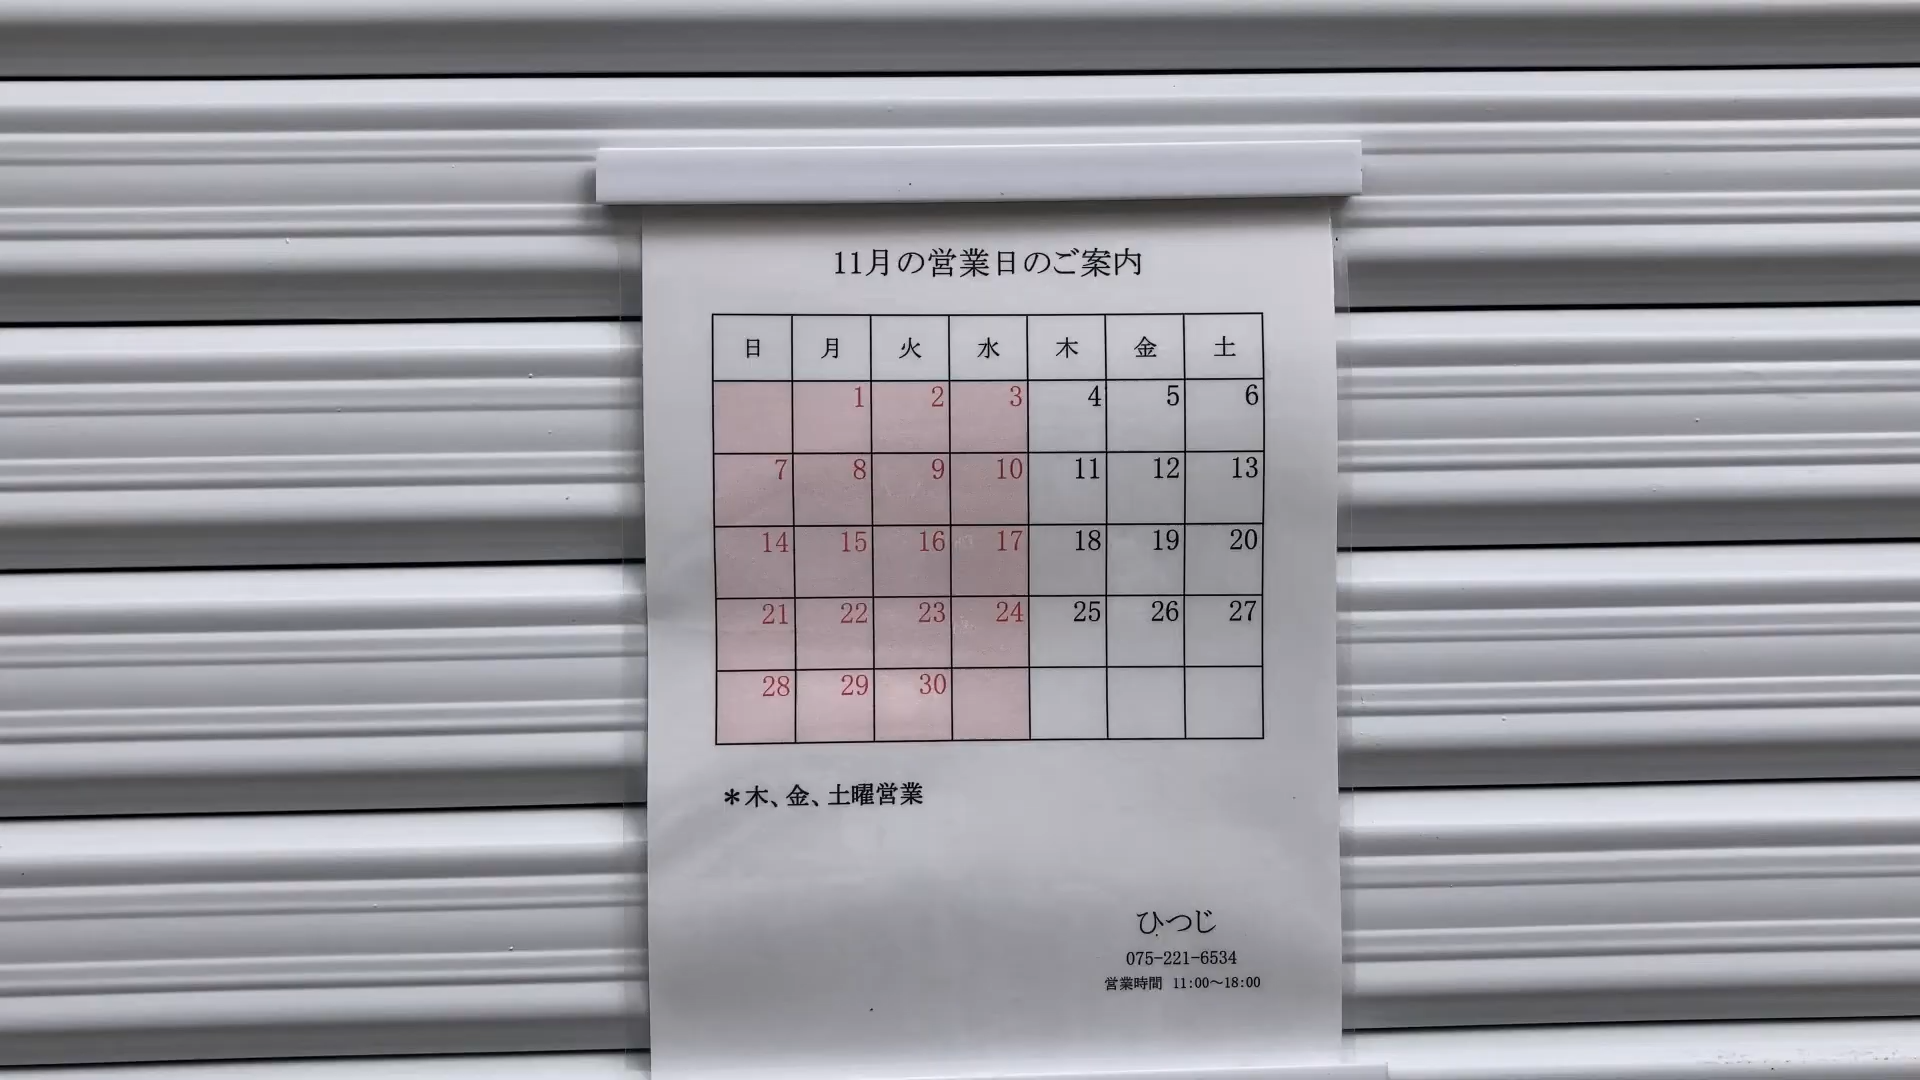 11月の営業日のご案内
日 月 火 水 木 金 土
1 2 3 4 5 6
7 8 9 10 11 12 13
14 15 16 17 18 19 20
21 22 23 24 25 26 27
28 29 30
＊木、金、土曜営業
ひつじ
075-221-6534
営業時間 11:00～18:00